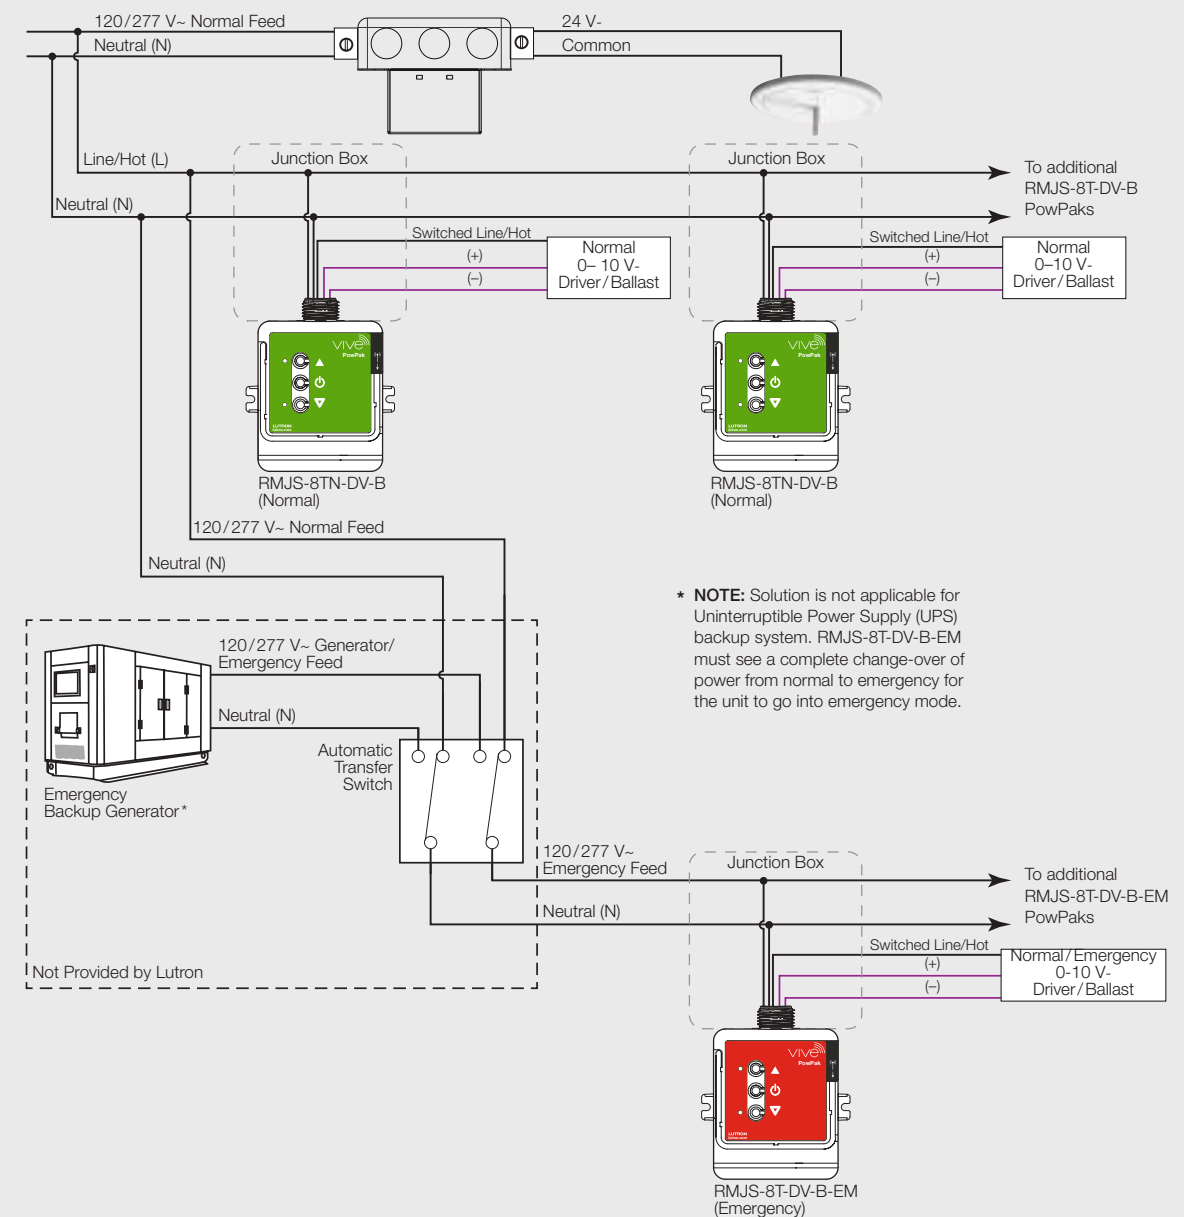 120/277 V~ Normal Feed
Neutral (N)
24 V-
Common
Line/Hot (L)
Junction Box
Junction Box
To additional
RMJS-8T-DV-B
PowPaks
Neutral (N)
Switched Line/Hot
(+)
(–)
Normal
0– 10 V-
Driver/Ballast
Switched Line/Hot
(+)
(–)
Normal
0–10 V-
Driver/Ballast
VIVE
PowPak
LUTRON
VIVE
PowPak
LUTRON
RMJS-8TN-DV-B
(Normal)
RMJS-8TN-DV-B
(Normal)
120/277 V~ Normal Feed
Neutral (N)
* NOTE: Solution is not applicable for
Uninterruptible Power Supply (UPS)
backup system. RMJS-8T-DV-B-EM
must see a complete change-over of
power from normal to emergency for
the unit to go into emergency mode.
120/277 V~ Generator/
Emergency Feed
Neutral (N)
Automatic
Transfer
Switch
Emergency
Backup Generator*
120/277 V~
Emergency Feed
Junction Box
To additional
RMJS-8T-DV-B-EM
PowPaks
Neutral (N)
Switched Line/Hot
(+)
(–)
Normal/Emergency
0-10 V-
Driver/Ballast
Not Provided by Lutron
VIVE
PowPak
LUTRON
RMJS-8T-DV-B-EM
(Emergency)